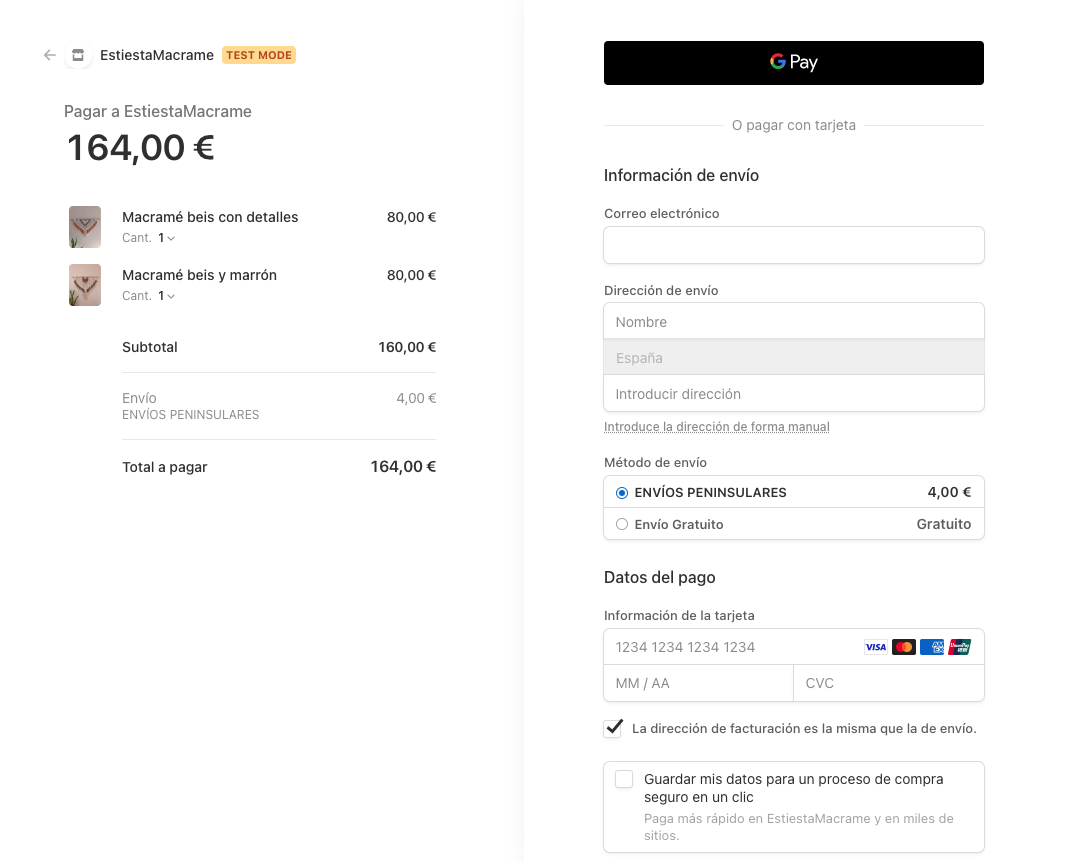 EstiestaMacrame TEST MODE
Pagar a EstiestaMacrame
164,00 €
Macramé beis con detalles 80,00 €
Cant. 1
Macramé beis y marrón 80,00 €
Cant. 1
Subtotal 160,00 €
Envío 4,00 €
ENVÍOS PENINSULARES
Total a pagar 164,00 €
G Pay
O pagar con tarjeta
Información de envío
Correo electrónico
Dirección de envío
Nombre
España
Introducir dirección
Introduce la dirección de forma manual
Método de envío
ENVÍOS PENINSULARES 4,00 €
Envío Gratuito Gratuito
Datos del pago
Información de la tarjeta
1234 1234 1234 1234 VISA AM EX UnionPay
MM / AA CVC
La dirección de facturación es la misma que la de envío.
Guardar mis datos para un proceso de compra
seguro en un clic
Paga más rápido en EstiestaMacrame y en miles de
sitios.